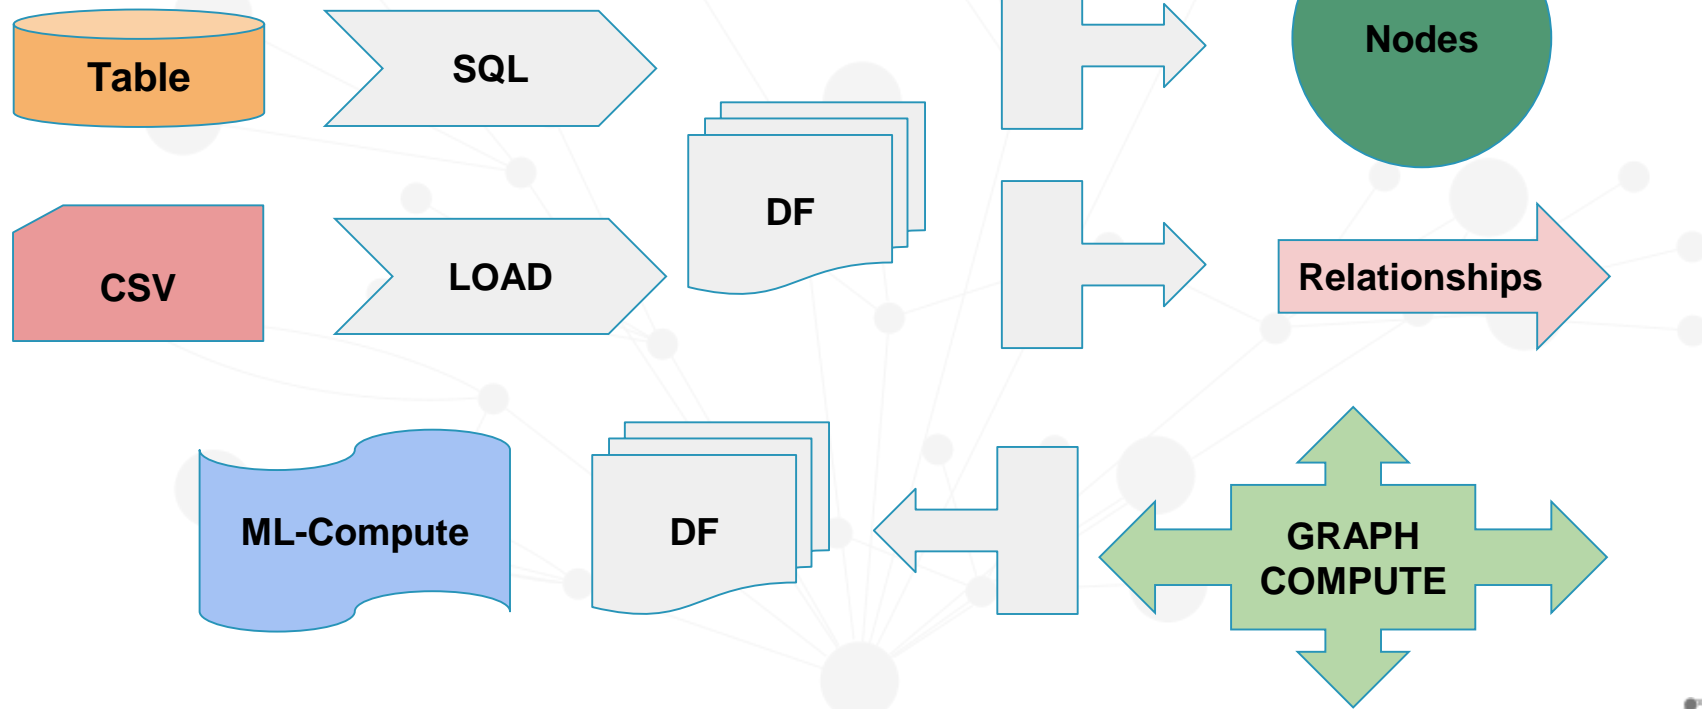 Table
SQL
Nodes
DF
CSV
LOAD
Relationships
ML-Compute
DF
GRAPH
COMPUTE